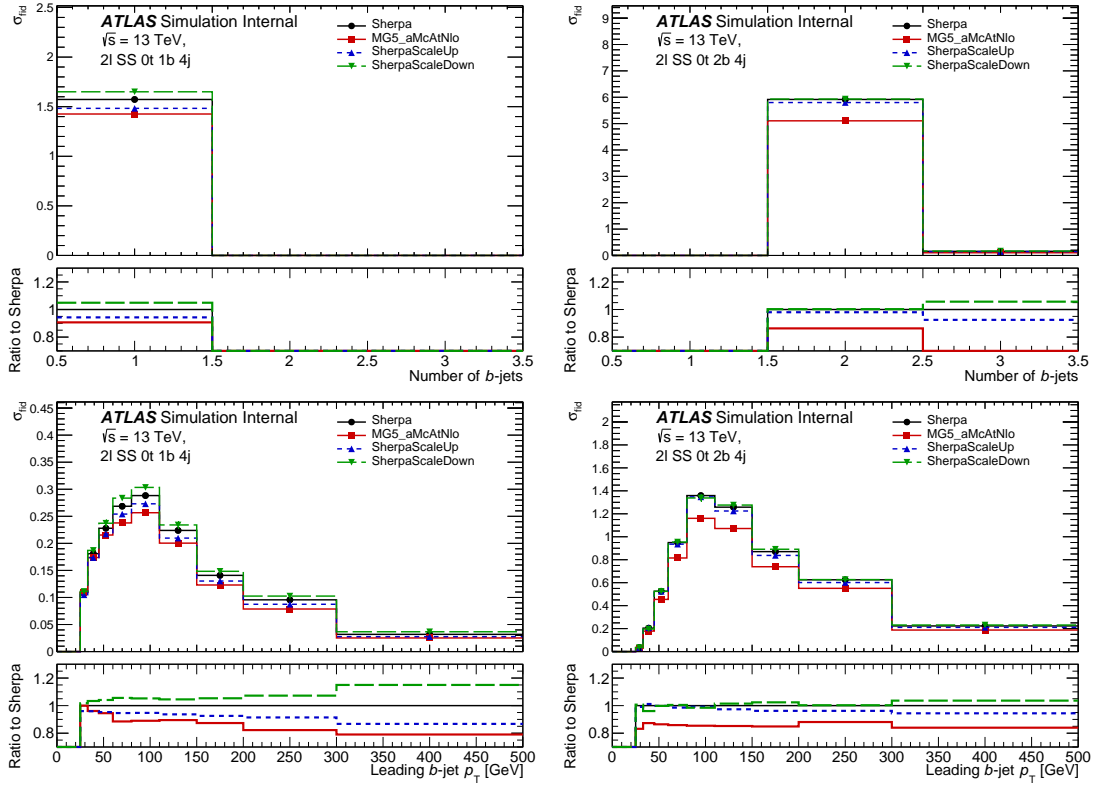 σfid
2.5
2
1.5
1
0.5
0
ATLAS Simulation Internal
√s = 13 TeV,
2l SS 0t 1b 4j
Sherpa
MG5_aMcAtNlo
SherpaScaleUp
SherpaScaleDown
Ratio to Sherpa
1.2
1
0.8
0.5 1 1.5 2 2.5 3 3.5
Number of b-jets
σfid
9
8
7
6
5
4
3
2
1
0
ATLAS Simulation Internal
√s = 13 TeV,
2l SS 0t 2b 4j
Sherpa
MG5_aMcAtNlo
SherpaScaleUp
SherpaScaleDown
Ratio to Sherpa
1.2
1
0.8
0.5 1 1.5 2 2.5 3 3.5
Number of b-jets
σfid
0.45
0.4
0.35
0.3
0.25
0.2
0.15
0.1
0.05
0
ATLAS Simulation Internal
√s = 13 TeV,
2l SS 0t 1b 4j
Sherpa
MG5_aMcAtNlo
SherpaScaleUp
SherpaScaleDown
Ratio to Sherpa
1.2
1
0.8
0 50 100 150 200 250 300 350 400 450 500
Leading b-jet pT [GeV]
σfid
2
1.8
1.6
1.4
1.2
1
0.8
0.6
0.4
0.2
0
ATLAS Simulation Internal
√s = 13 TeV,
2l SS 0t 2b 4j
Sherpa
MG5_aMcAtNlo
SherpaScaleUp
SherpaScaleDown
Ratio to Sherpa
1.2
1
0.8
0 50 100 150 200 250 300 350 400 450 500
Leading b-jet pT [GeV]